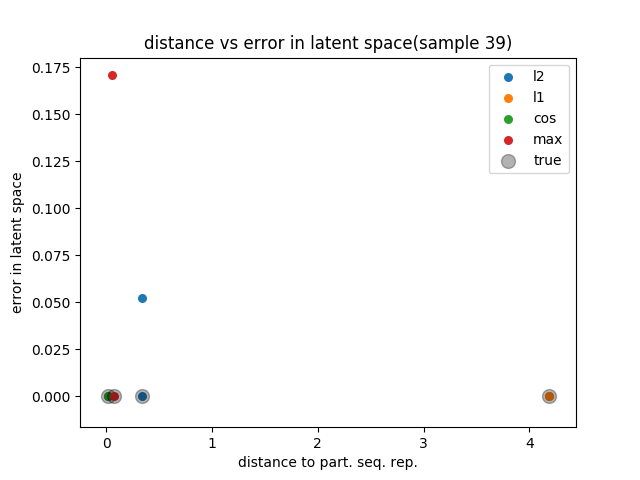 distance vs error in latent space(sample 39)
error in latent space
0.175
0.150
0.125
0.100
0.075
0.050
0.025
0.000
l2
l1
cos
max
true
0 1 2 3 4
distance to part. seq. rep.